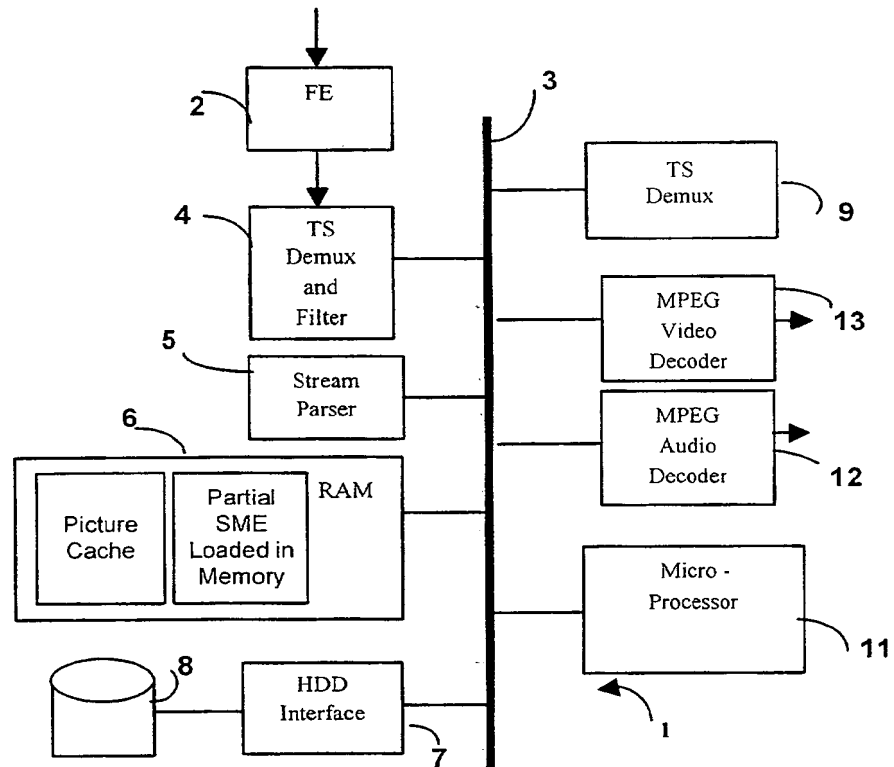 2
FE
3
4
TS
Demux
and
Filter
TS
Demux
9
5
Stream
Parser
MPEG
Video
Decoder
13
MPEG
Audio
Decoder
12
6
RAM
Picture
Cache
Partial
SME
Loaded in
Memory
Micro -
Processor
11
8
HDD
Interface
7
1